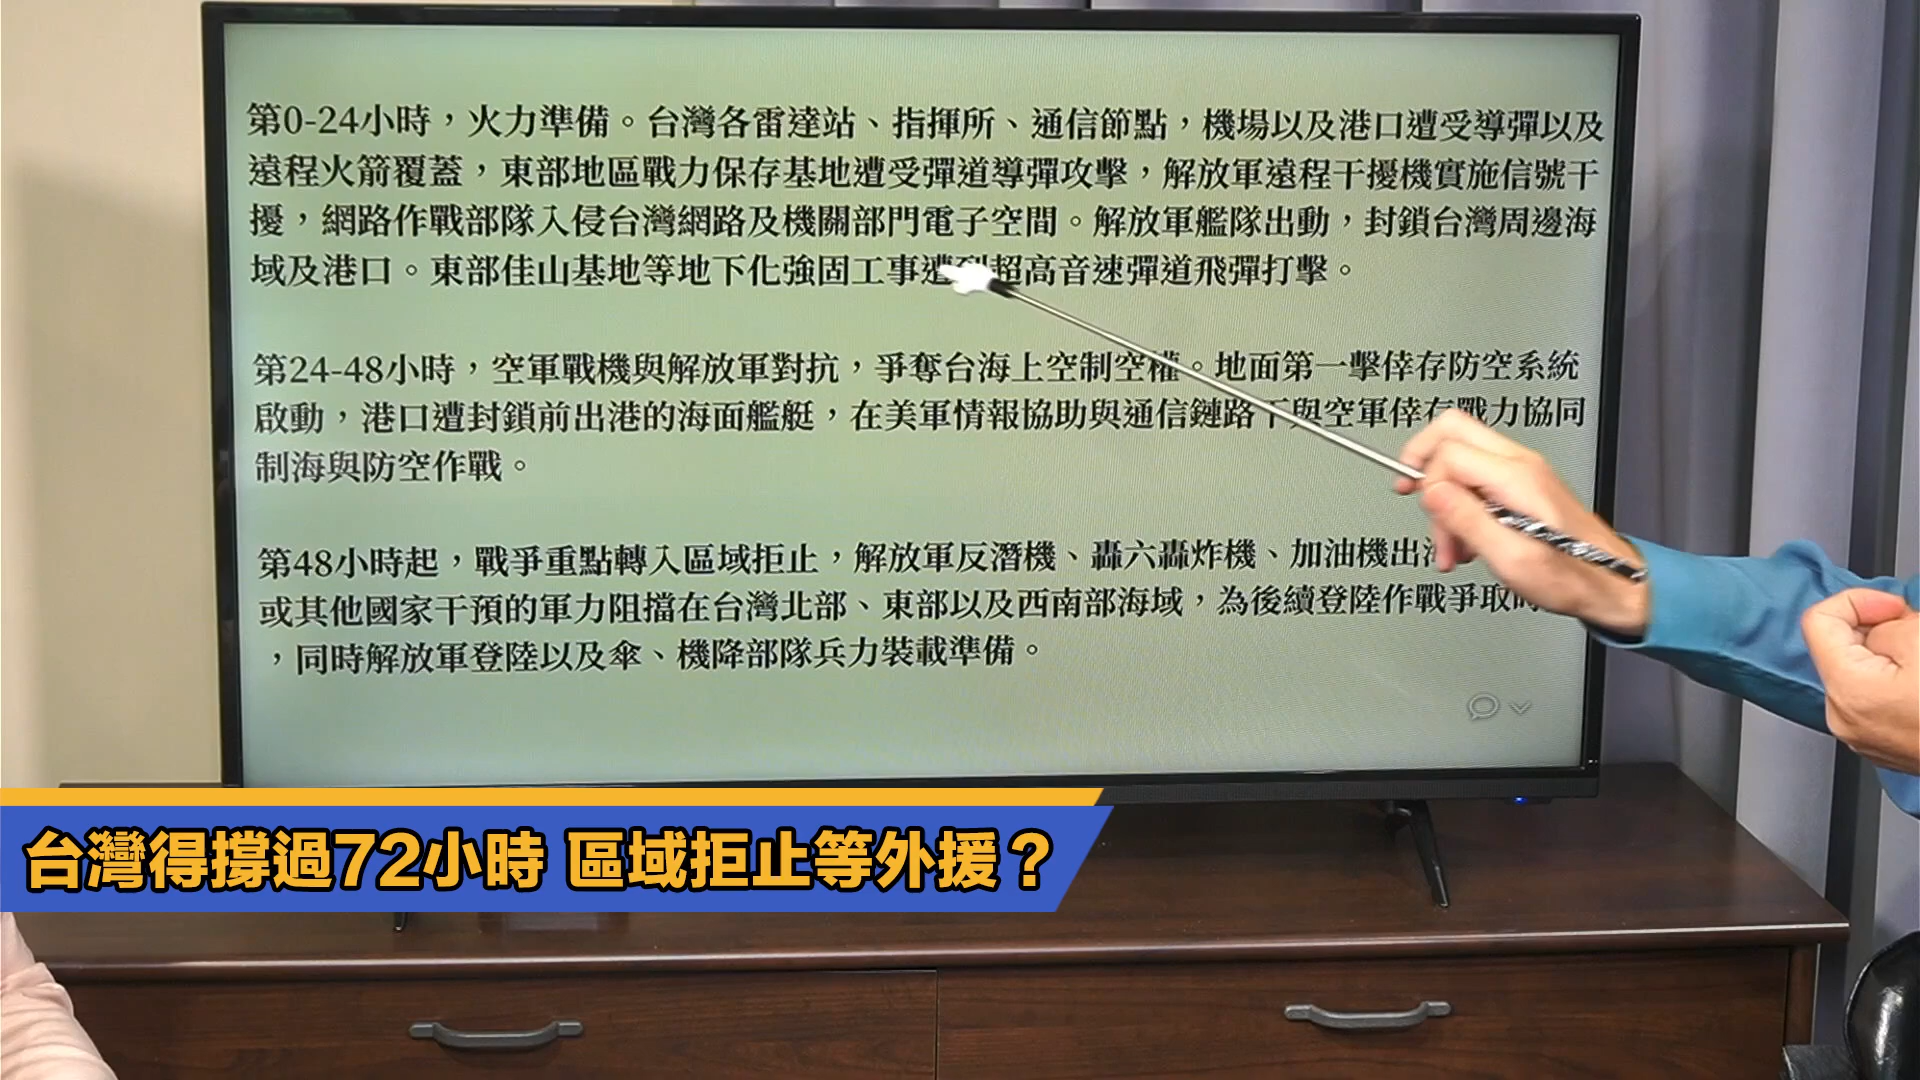 第0-24小時，火力準備。台灣各雷達站、指揮所、通信節點，機場以及港口遭受導彈以及
遠程火箭覆蓋，東部地區戰力保存基地遭受彈道導彈攻擊，解放軍遠程干擾機實施信號干
擾，網路作戰部隊入侵台灣網路及機關部門電子空間。解放軍艦隊出動，封鎖台灣周邊海
域及港口。東部佳山基地等地下化強固工事遭到超高音速彈道飛彈打擊。
第24-48小時，空軍戰機與解放軍對抗，爭奪台海上空制空權。地面第一擊倖存防空系統
啟動，港口遭封鎖前出港的海面艦艇，在美軍情報協助與通信鏈路下與空軍倖存戰力協同
制海與防空作戰。
第48小時起，戰爭重點轉入區域拒止，解放軍反潛機、轟六轟炸機、加油機出海
或其他國家干預的軍力阻擋在台灣北部、東部以及西南部海域，為後續登陸作戰爭取時
，同時解放軍登陸以及傘、機降部隊兵力裝載準備。
台灣得撐過72小時 區域拒止等外援？